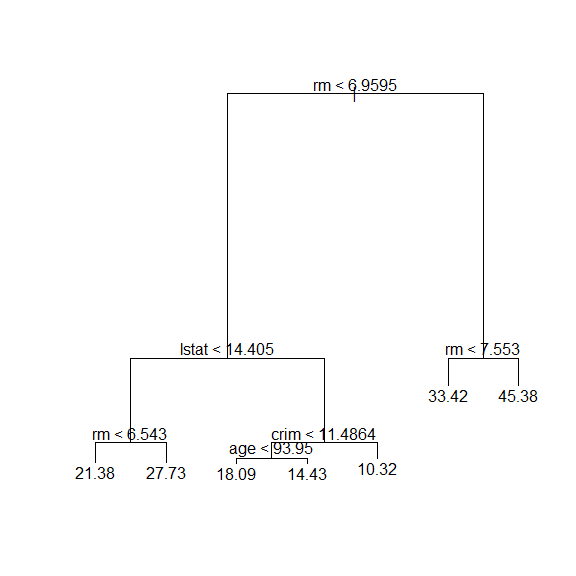 rm < 6.9595
lstat < 14.405
rm < 7.553
33.42
45.38
rm < 6.543
crim < 11.4864
age < 93.95
21.38
27.73
18.09
14.43
10.32